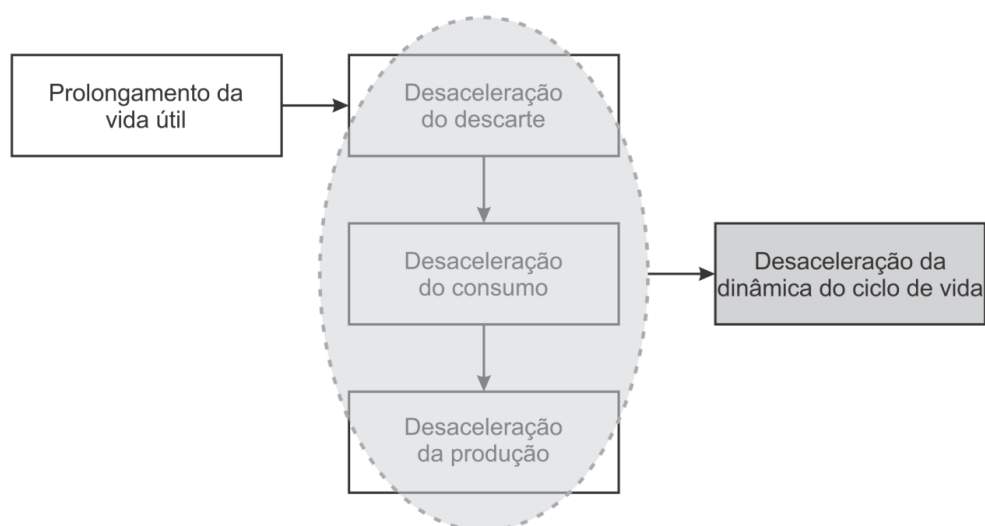 Prolongamento da
vida útil
Desaceleração
do descarte
Desaceleração
do consumo
Desaceleração da
dinâmica do ciclo de vida
Desaceleração
da produção